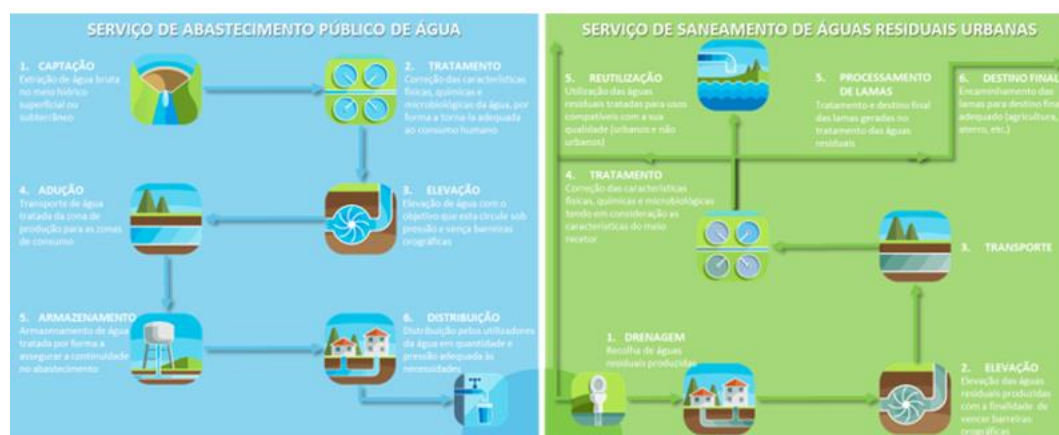 SERVIÇO DE ABASTECIMENTO PÚBLICO DE ÁGUA
1. CAPTAÇÃO
Extração de água bruta
no meio hídrico
superficial ou
subterrâneo
2. TRATAMENTO
Correção das características
físicas, químicas e
microbiológicas da água, por
forma a torna-la adequada
ao consumo humano
4. ADUÇÃO
Transporte de água
tratada da zona de
produção para as zonas
de consumo
3. ELEVAÇÃO
Elevação de água com o
objetivo que esta circule sob
pressão e vença barreiras
orográficas
5. ARMAZENAMENTO
Armazenamento de água
tratada por forma a
assegurar a continuidade
no abastecimento
6. DISTRIBUIÇÃO
Distribuição pelos utilizadores
da água em quantidade e
pressão adequada às
necessidades
SERVIÇO DE SANEAMENTO DE ÁGUAS RESIDUAIS URBANAS
5. REUTILIZAÇÃO
Utilização das águas
residuais tratadas para usos
compatíveis com a sua
qualidade (urbanos e não
urbanos)
5. PROCESSAMENTO
DE LAMAS
Tratamento e destino final
das lamas geradas no
tratamento das águas
residuais
6. DESTINO FINAL
Encaminhamento das
lamas para destino final
adequado (agricultura,
aterro, etc.)
4. TRATAMENTO
Correção das características
físicas, químicas e microbiológicas
tendo em consideração as
características do meio
recetor
3. TRANSPORTE
1. DRENAGEM
Recolha de águas
residuais produzidas
2. ELEVAÇÃO
Elevação das águas
residuais produzidas
com a finalidade de
vencer barreiras
orográficas